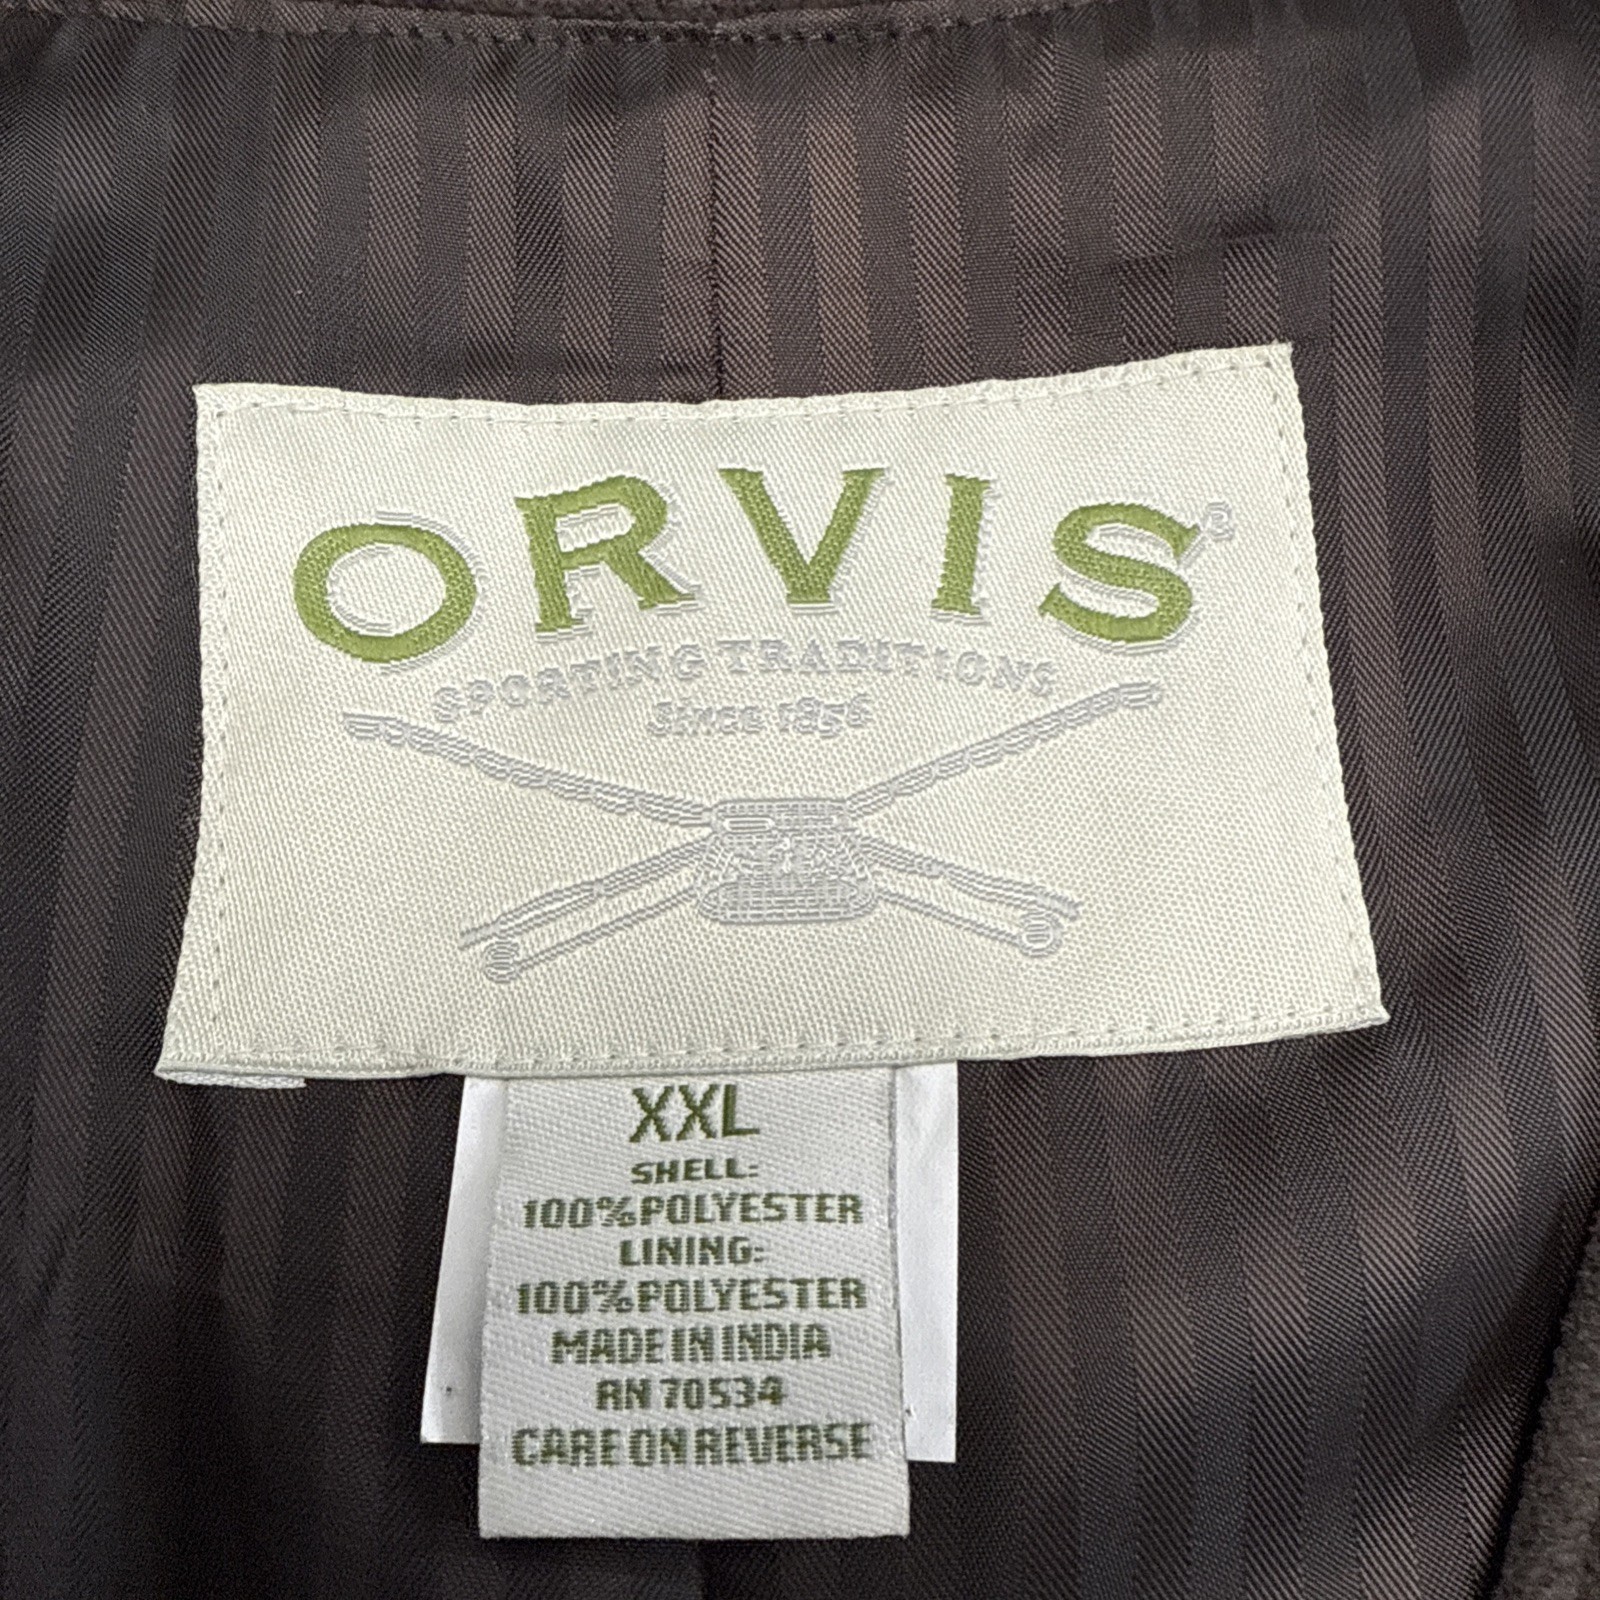 ORVIS®
SPORTING TRADITIONS
Since 1856
XXL
SHELL:
100%POLYESTER
LINING:
100%POLYESTER
MADE IN INDIA
RN 70534
CARE ON REVERSE